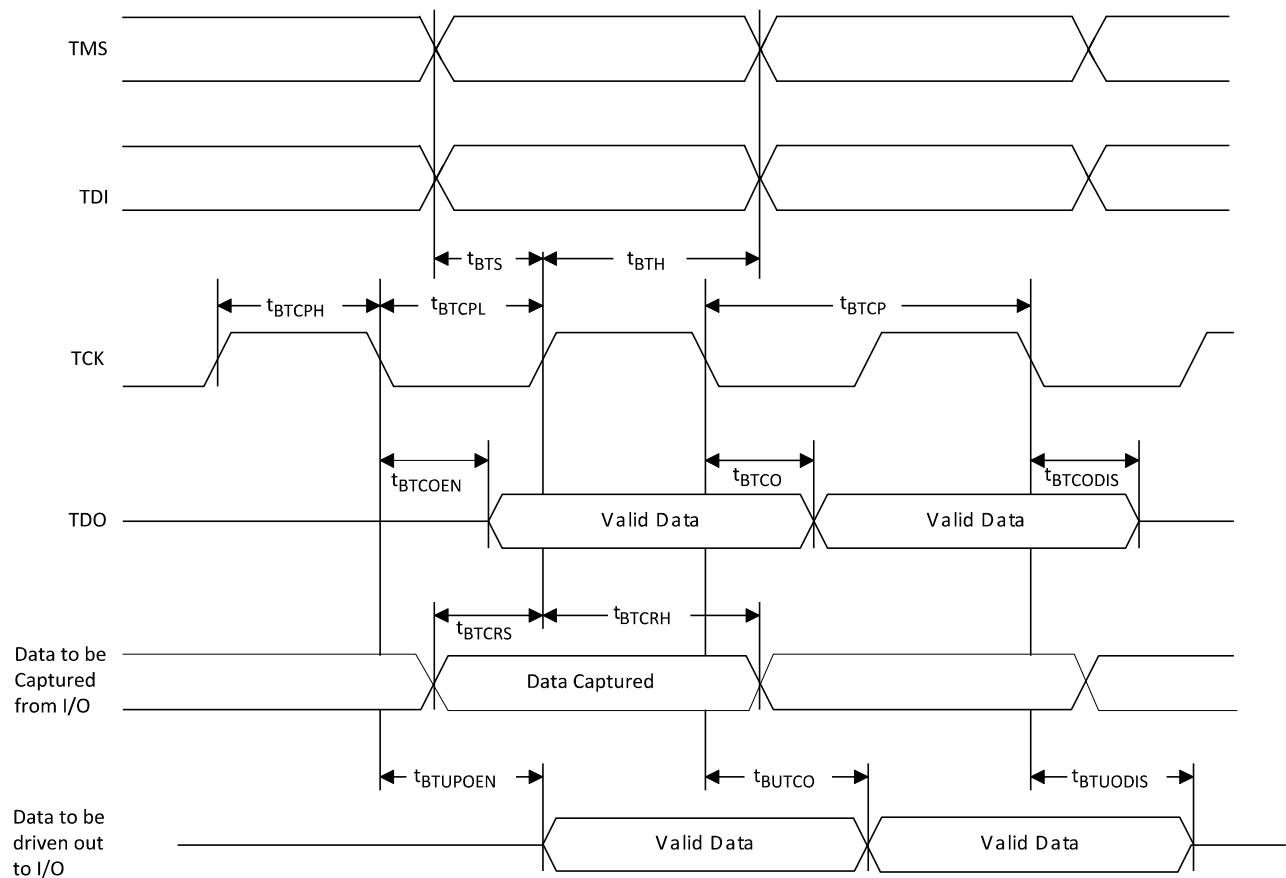 TMS
TDI
tBTS
tBTH
tBTCPH
tBTCPL
tBTCP
TCK
tBTCOEN
tBTCO
tBTCODIS
TDO
Valid Data
Valid Data
tBTCRS
tBTCRH
Data to be
Captured
from I/O
Data Captured
tBTUPOEN
tBUTCO
tBTUODIS
Data to be
driven out
to I/O
Valid Data
Valid Data